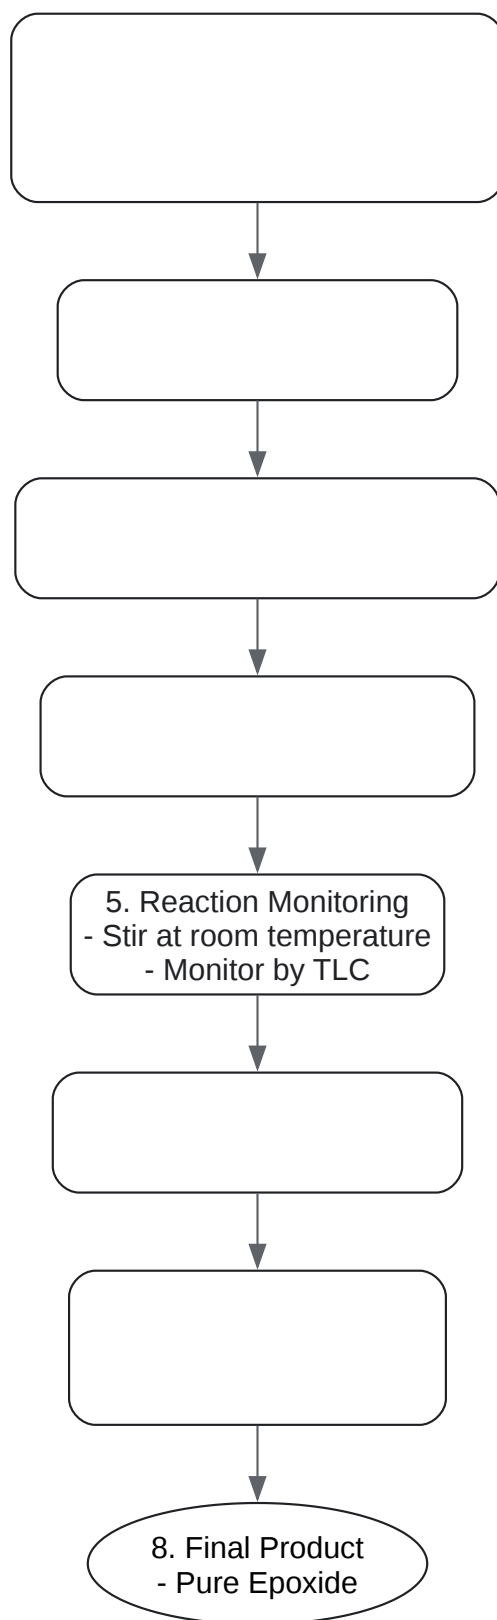 5. Reaction Monitoring
- Stir at room temperature
- Monitor by TLC
8. Final Product
- Pure Epoxide